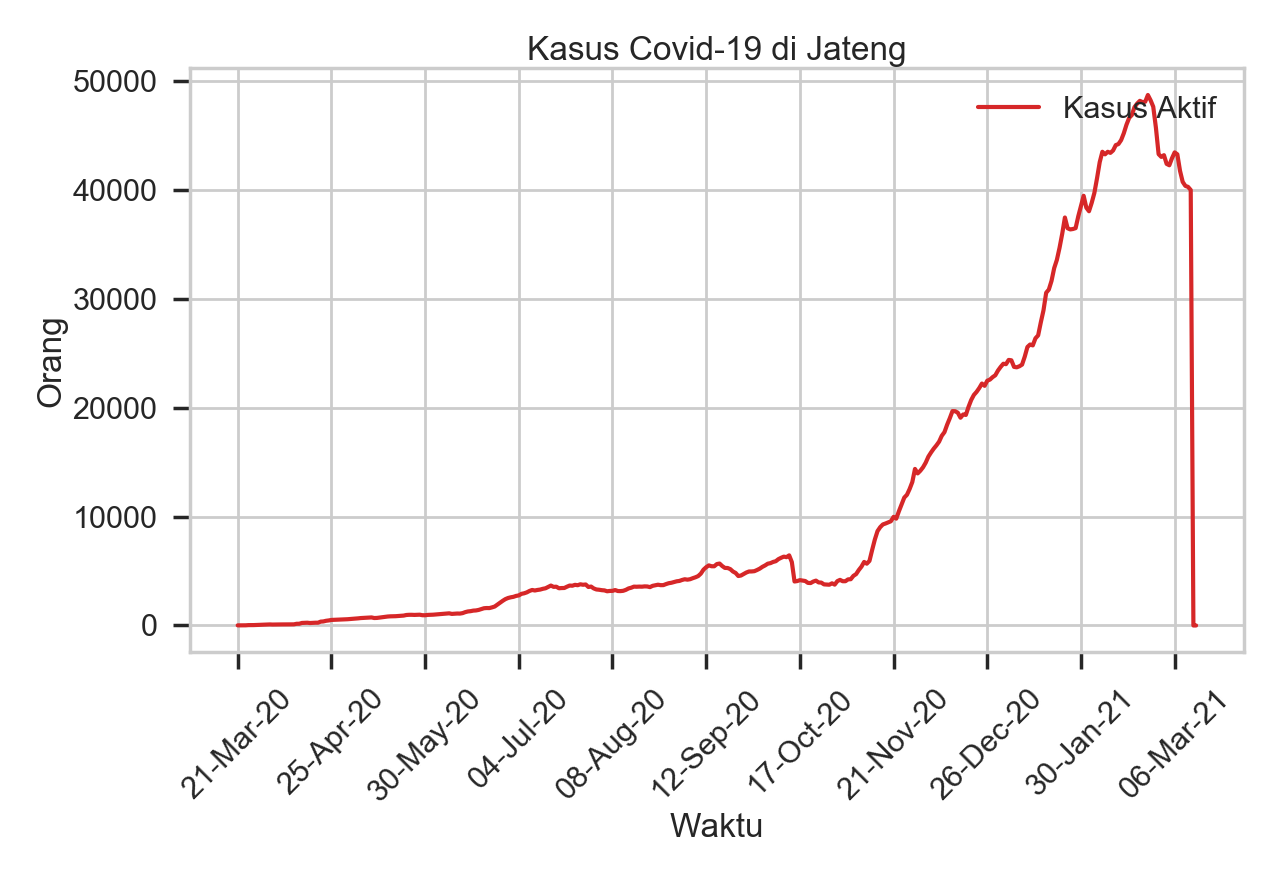 Kasus Covid-19 di Jateng
Kasus Aktif
50000
40000
30000
20000
10000
0
Orang
21-Mar-20
25-Apr-20
30-May-20
04-Jul-20
08-Aug-20
12-Sep-20
17-Oct-20
21-Nov-20
26-Dec-20
30-Jan-21
06-Mar-21
Waktu